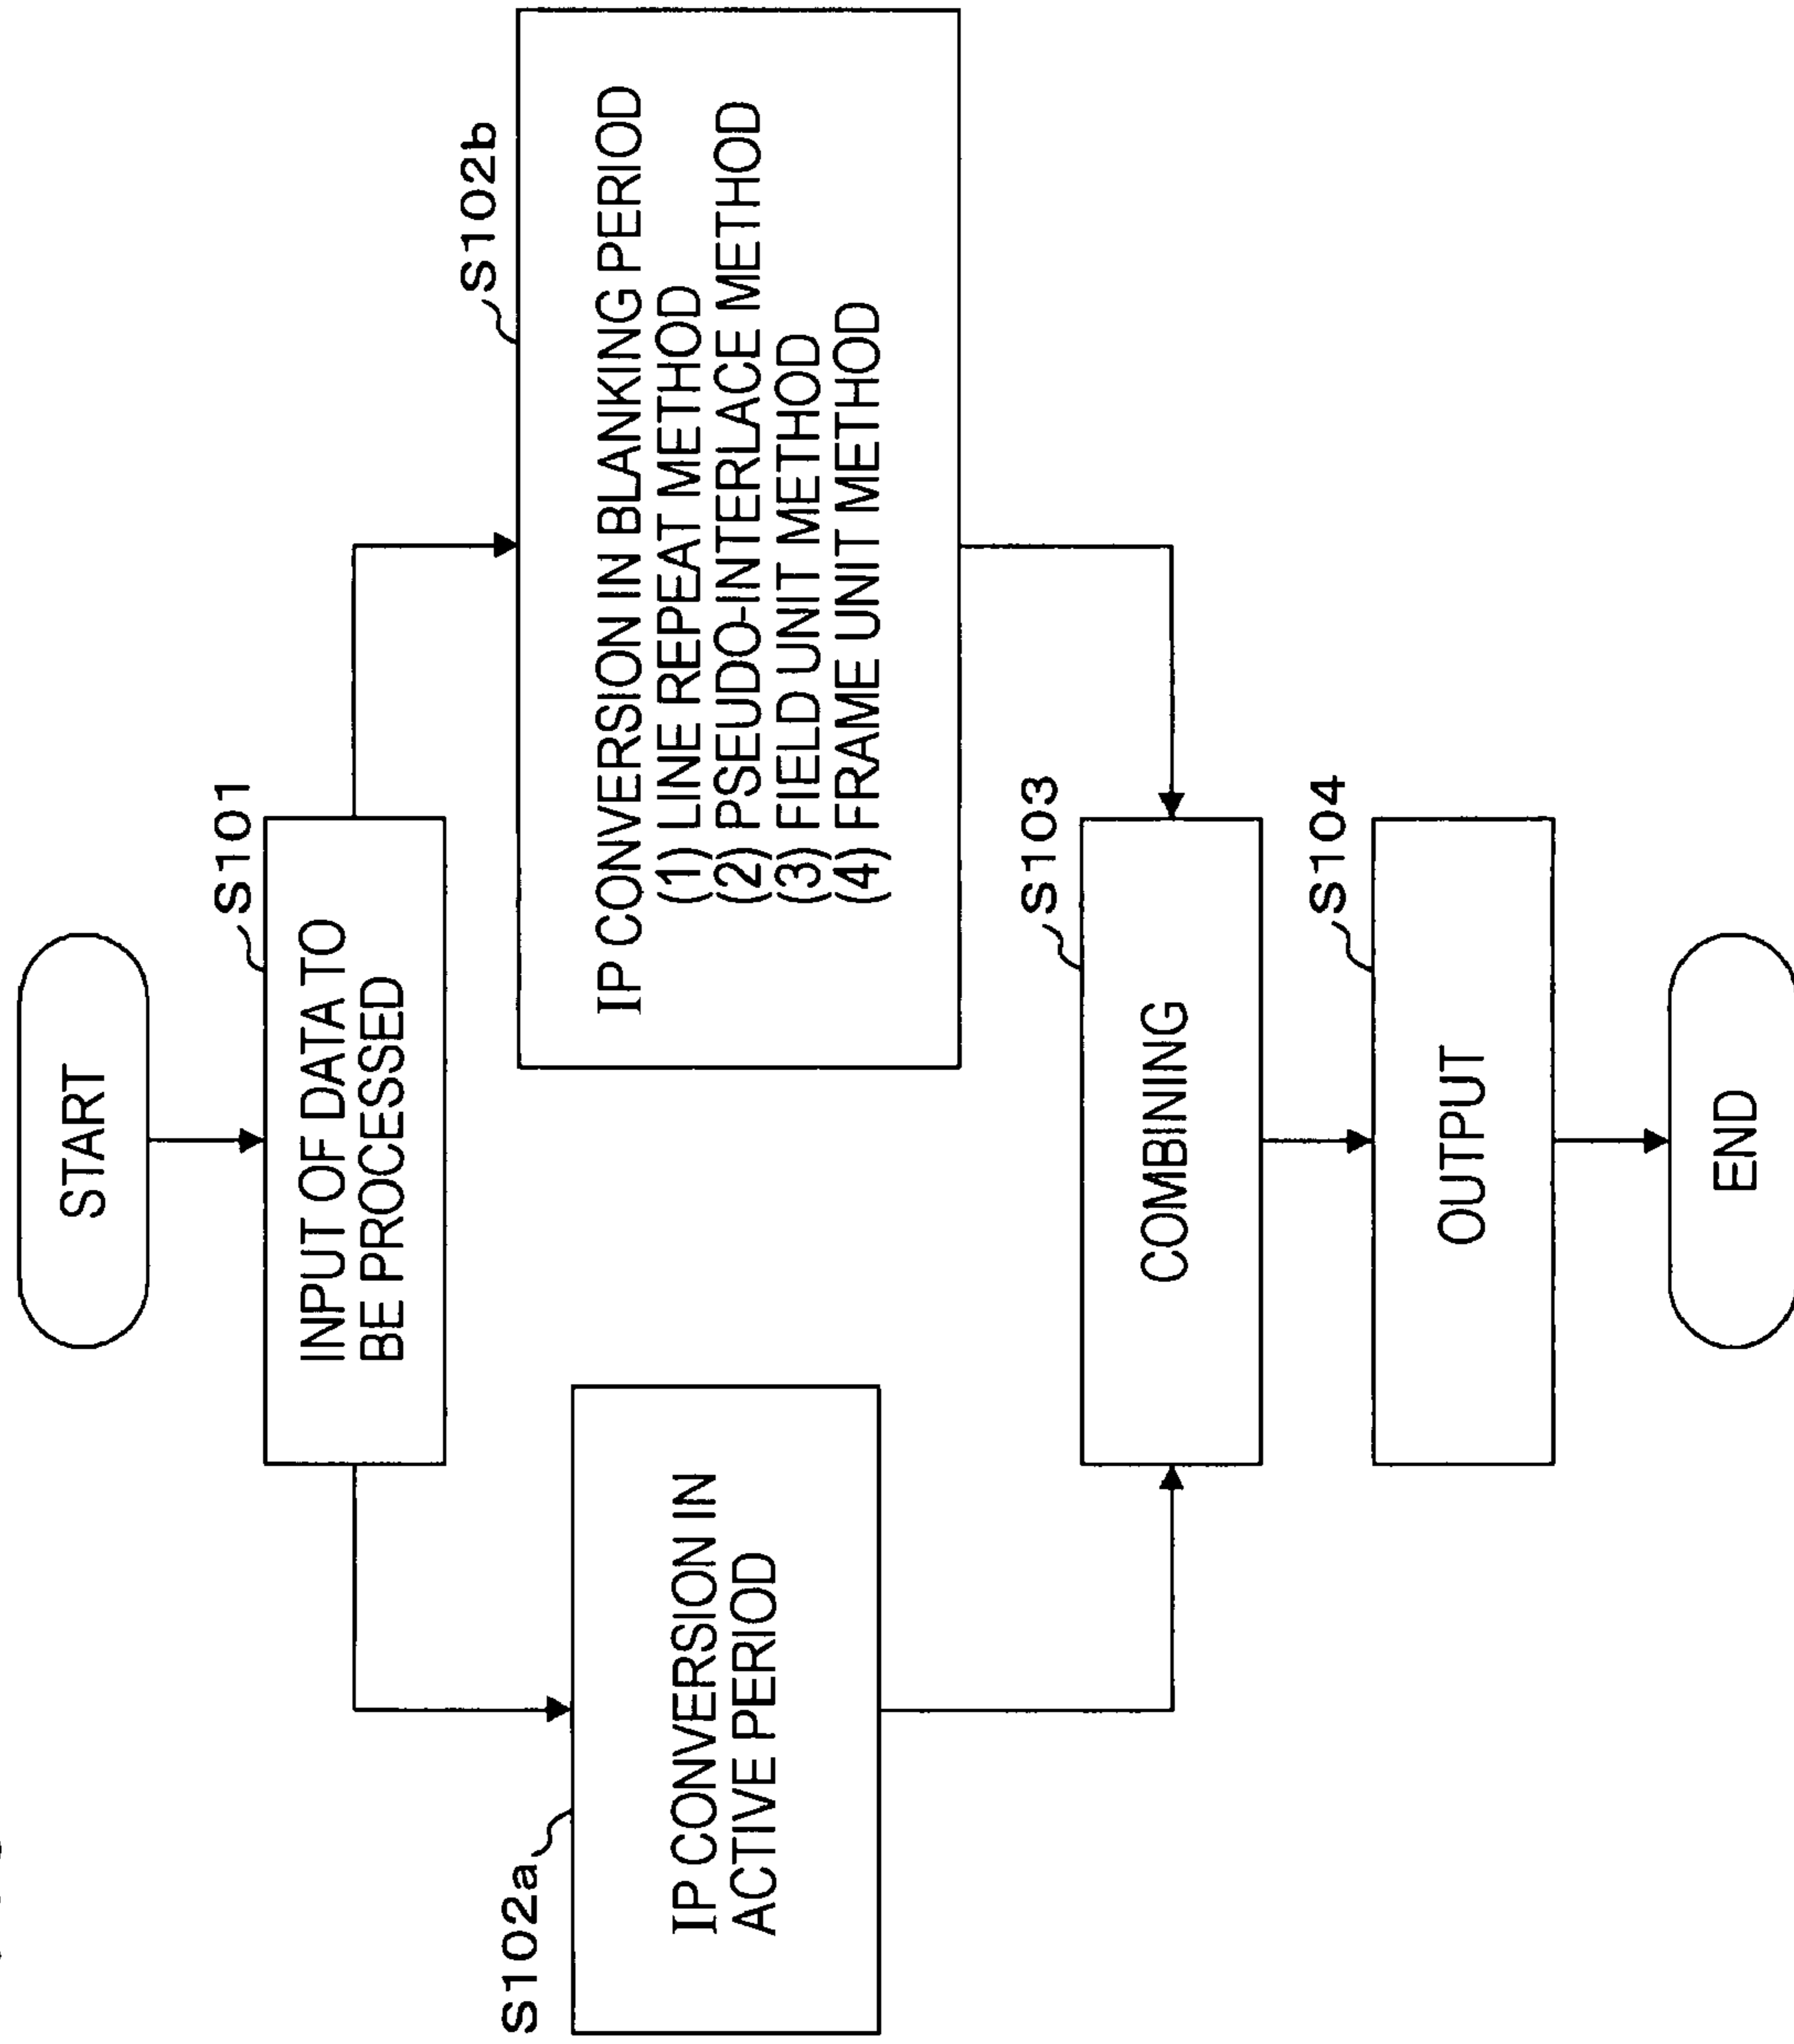 START
S101
INPUT OF DATA TO
BE PROCESSED
S102a
IP CONVERSION IN
ACTIVE PERIOD
S102b
IP CONVERSION IN BLANKING PERIOD
(1) LINE REPEAT METHOD
(2) PSEUDO-INTERLACE METHOD
(3) FIELD UNIT METHOD
(4) FRAME UNIT METHOD
S103
COMBINING
S104
OUTPUT
END